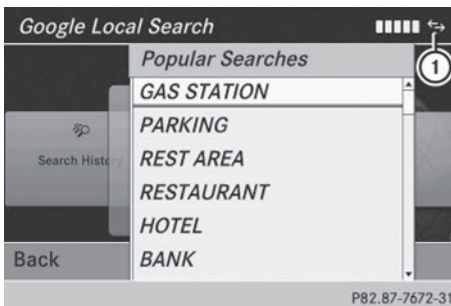 Google Local Search
1
Popular Searches
GAS STATION
PARKING
REST AREA
RESTAURANT
HOTEL
BANK
Search Histo
Back
P82.87-7672-31